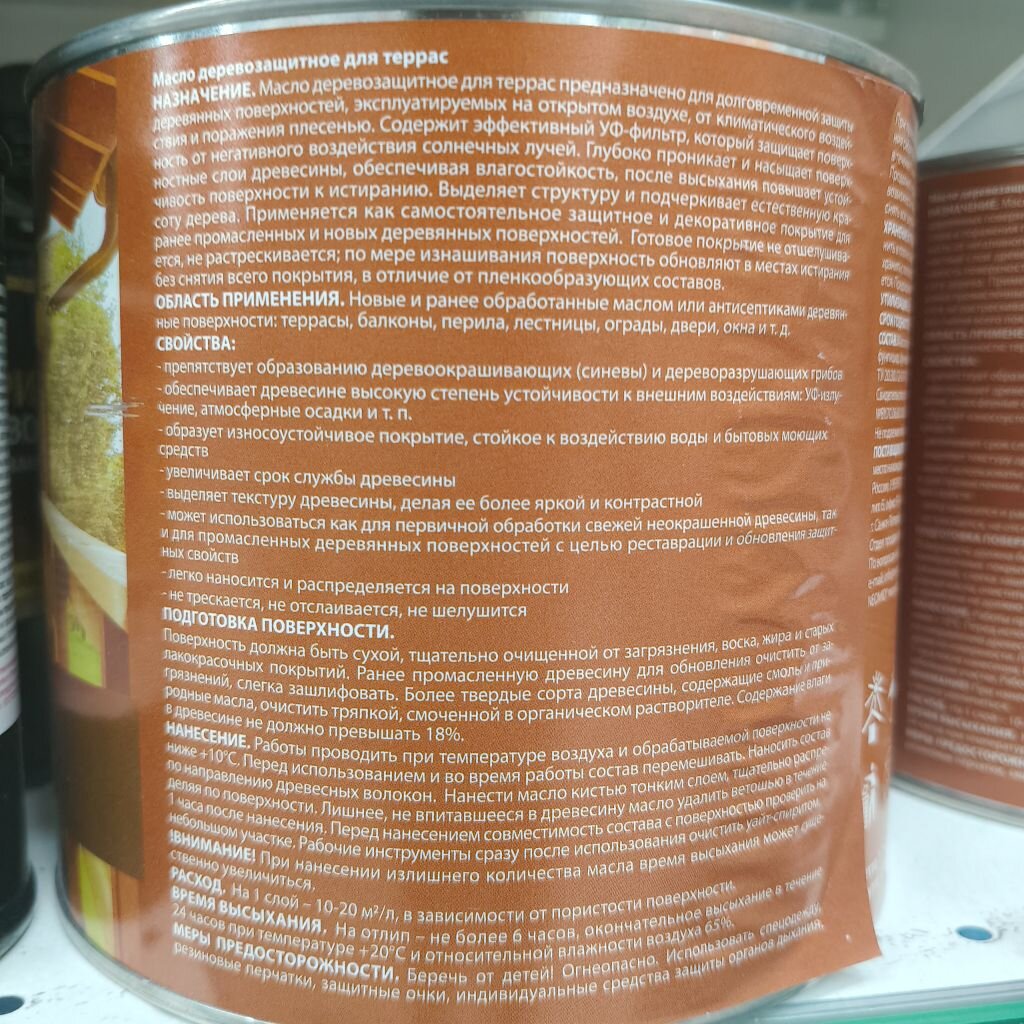 Масло деревозащитное для террас
НАЗНАЧЕНИЕ. Масло деревозащитное для террас предназначено для долговременной защиты
деревянных поверхностей, эксплуатируемых на открытом воздухе, от климатического воздей-
ствия и поражения плесенью. Содержит эффективный УФ-фильтр, который защищает поверх-
ность от негативного воздействия солнечных лучей. Глубоко проникает и насыщает поверх-
ностные слои древесины, обеспечивая влагостойкость, после высыхания повышает устой-
чивость поверхности к истиранию. Выделяет структуру и подчеркивает естественную кра-
соту дерева. Применяется как самостоятельное защитное и декоративное покрытие для
ранее промасленных и новых деревянных поверхностей. Готовое покрытие не отшелушива-
ется, не растрескивается; по мере изнашивания поверхность обновляют в местах истирания
без снятия всего покрытия, в отличие от пленкообразующих составов.
ОБЛАСТЬ ПРИМЕНЕНИЯ. Новые и ранее обработанные маслом или антисептиками деревян-
ные поверхности: террасы, балконы, перила, лестницы, ограды, двери, окна и т. д.
СВОЙСТВА:
- препятствует образованию деревоокрашивающих (синевы) и дереворазрушающих грибов
- обеспечивает древесине высокую степень устойчивости к внешним воздействиям: УФ-излу-
чение, атмосферные осадки и т. п.
- образует износоустойчивое покрытие, стойкое к воздействию воды и бытовых моющих
средств
- увеличивает срок службы древесины
- выделяет текстуру древесины, делая ее более яркой и контрастной
- может использоваться как для первичной обработки свежей неокрашенной древесины, так
и для промасленных деревянных поверхностей с целью реставрации и обновления защит-
ных свойств
- легко наносится и распределяется на поверхности
- не трескается, не отслаивается, не шелушится
ПОДГОТОВКА ПОВЕРХНОСТИ.
Поверхность должна быть сухой, тщательно очищенной от загрязнения, воска, жира и старых
лакокрасочных покрытий. Ранее промасленную древесину для обновления очистить от за-
грязнений, слегка зашлифовать. Более твердые сорта древесины, содержащие смолы и при-
родные масла, очистить тряпкой, смоченной в органическом растворителе. Содержание влаги
в древесине не должно превышать 18%.
НАНЕСЕНИЕ. Работы проводить при температуре воздуха и обрабатываемой поверхности не
ниже +10°С. Перед использованием и во время работы состав перемешивать. Наносить состав
по направлению древесных волокон. Нанести масло кистью тонким слоем, тщательно распре-
деляя по поверхности. Лишнее, не впитавшееся в древесину масло удалить ветошью в течение
1 часа после нанесения. Перед нанесением совместимость состава с поверхностью проверить на
небольшом участке. Рабочие инструменты сразу после использования очистить уайт-спиритом.
!ВНИМАНИЕ! При нанесении излишнего количества масла время высыхания может суще-
ственно увеличиться.
РАСХОД. На 1 слой – 10-20 м²/л, в зависимости от пористости поверхности.
ВРЕМЯ ВЫСЫХАНИЯ. На отлип – не более 6 часов, окончательное высыхание в течение
24 часов при температуре +20°С и относительной влажности воздуха 65%.
МЕРЫ ПРЕДОСТОРОЖНОСТИ. Беречь от детей! Огнеопасно. Использовать спецодежду,
резиновые перчатки, защитные очки, индивидуальные средства защиты органов дыхания,